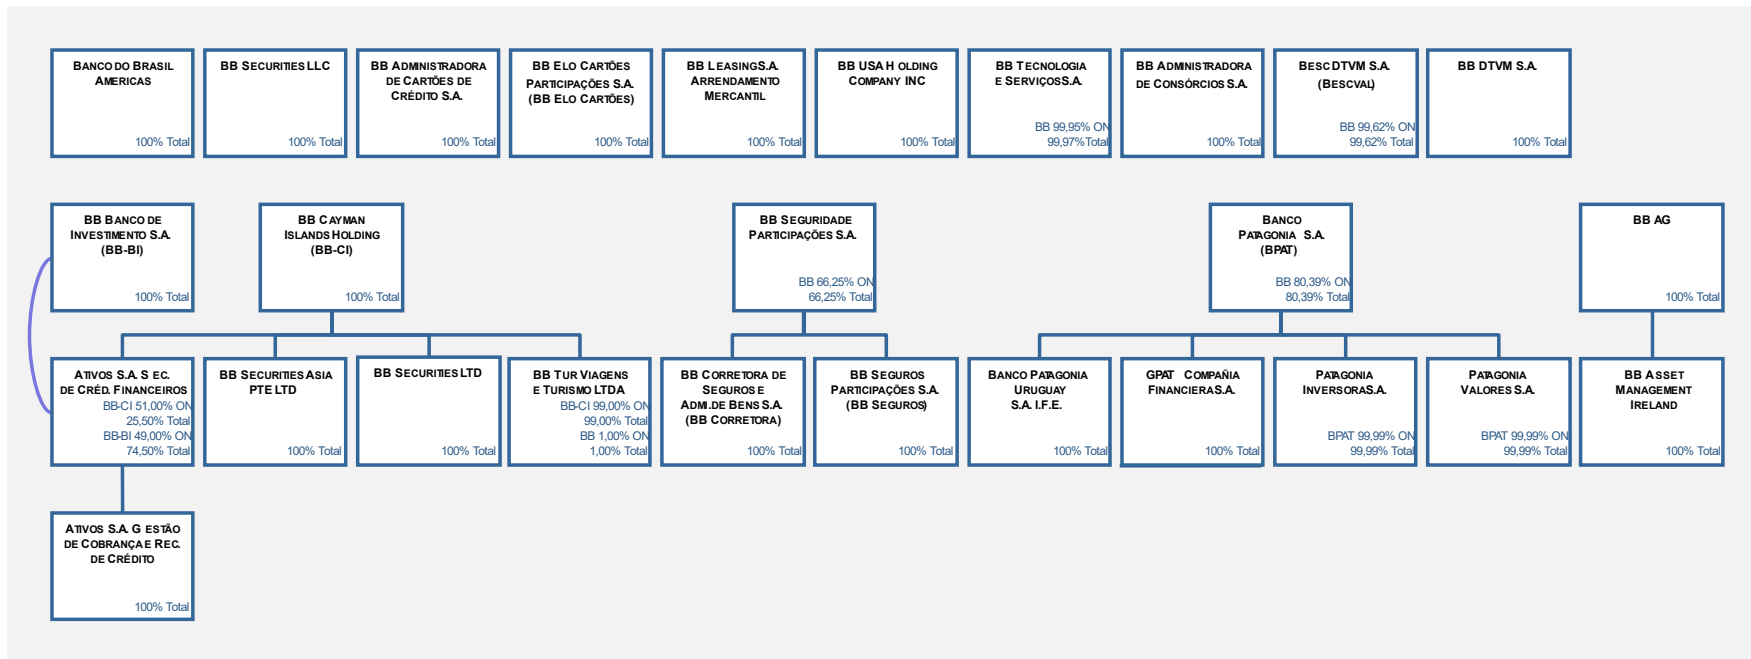 BANCO DO BRASIL
AMERICAS
100% Total
BB SECURITIES LLC
100% Total
BB ADMINISTRADORA
DE CARTÕES DE
CRÉDITO S.A.
100% Total
BB ELO CARTÕES
PARTICIPAÇÕES S.A.
(BB ELO CARTÕES)
100% Total
BB LEASING S.A.
ARRENDAMENTO
MERCANTIL
100% Total
BB USA HOLDING
COMPANY INC
100% Total
BB TECNOLOGIA
E SERVIÇOS S.A.
BB 99,95% ON
99,97%Total
BB ADMINISTRADORA
DE CONSÓRCIOS S.A.
100% Total
BESC DTVM S.A.
(BESCVAL)
BB 99,62% ON
99,62% Total
BB DTVM S.A.
100% Total
BB BANCO DE
INVESTIMENTO S.A.
(BB-BI)
100% Total
BB CAYMAN
ISLANDS HOLDING
(BB-CI)
100% Total
BB SEGURIDADE
PARTICIPAÇÕES S.A.
BB 66,25% ON
66,25% Total
BANCO
PATAGONIA S.A.
(BPAT)
BB 80,39% ON
80,39% Total
BB AG
100% Total
ATIVOS S.A. SEC.
DE CRÉD. FINANCEIROS
BB-CI 51,00% ON
25,50% Total
BB-BI 49,00% ON
74,50% Total
BB SECURITIES ASIA
PTE LTD
100% Total
BB SECURITIES LTD
100% Total
BB TUR VIAGENS
E TURISMO LTDA
BB-CI 99,00% ON
99,00% Total
BB 1,00% ON
1,00% Total
BB CORRETORA DE
SEGUROS E
ADMI. DE BENS S.A.
(BB CORRETORA)
100% Total
BB SEGUROS
PARTICIPAÇÕES S.A.
(BB SEGUROS)
100% Total
BANCO PATAGONIA
URUGUAY
S.A. I.F.E.
100% Total
GPAT COMPAÑIA
FINANCIERA S.A.
100% Total
PATAGONIA
INVERSORA S.A.
BPAT 99,99% ON
99,99% Total
PATAGONIA
VALORES S.A.
BPAT 99,99% ON
99,99% Total
BB ASSET
MANAGEMENT
IRELAND
100% Total
ATIVOS S.A. GESTÃO
DE COBRANÇA E REC.
DE CRÉDITO
100% Total